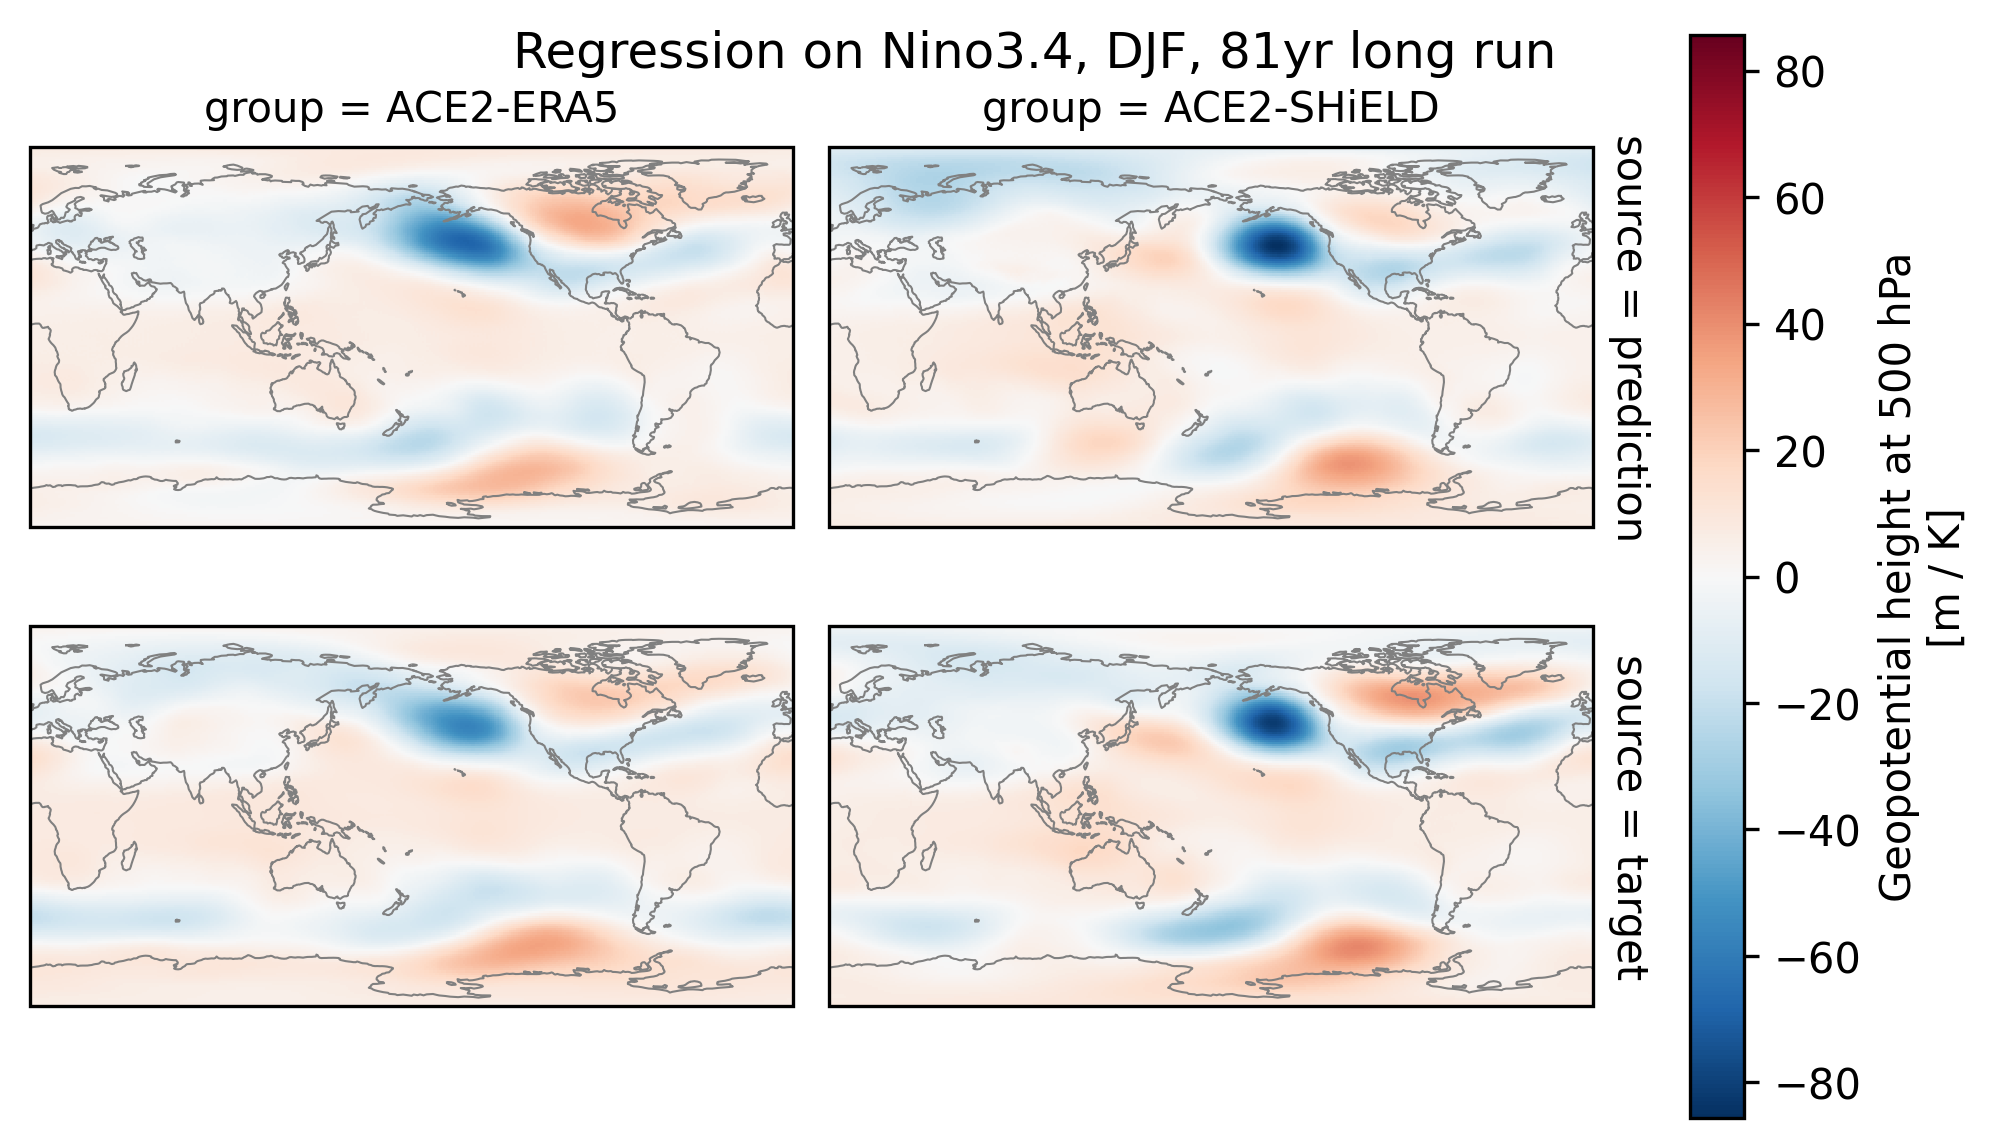 Regression on Nino3.4, DJF, 81yr long run
group = ACE2-ERA5
group = ACE2-SHiELD
source = prediction
source = target
80
60
40
20
0
−20
−40
−60
−80
Geopotential height at 500 hPa
[m / K]